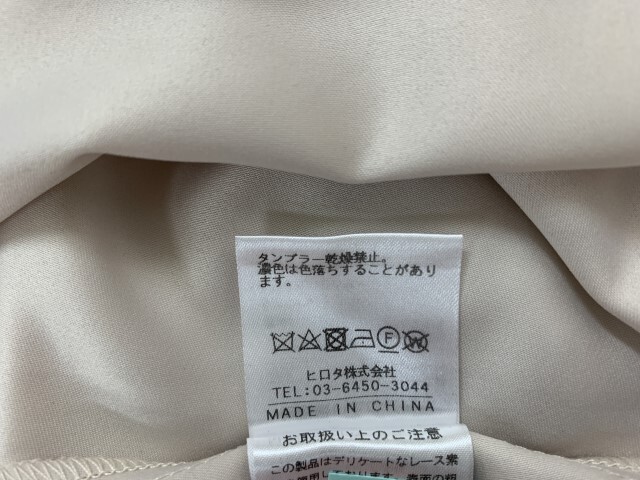 タンブラー乾燥禁止。
濃色は色落ちすることがあり
ます。
ヒロタ株式会社
TEL:03-6450-3044
MADE IN CHINA
お取扱い上のご注意
この製品はデリケートなレース素